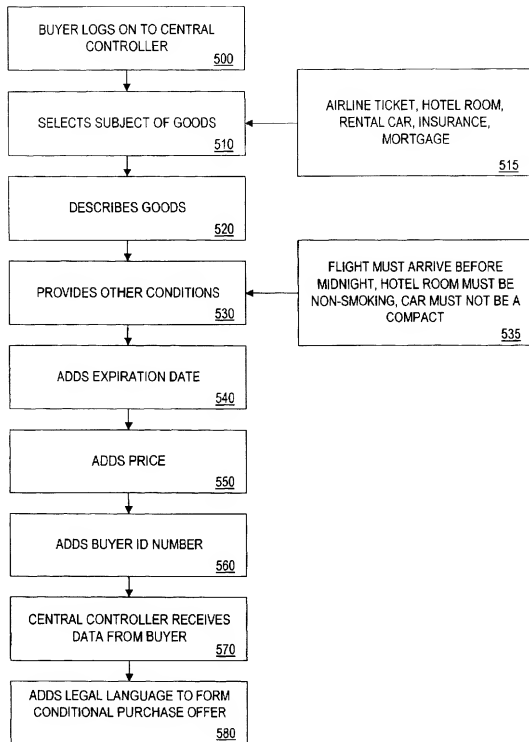 BUYER LOGS ON TO CENTRAL
CONTROLLER
500
SELECTS SUBJECT OF GOODS
510
AIRLINE TICKET, HOTEL ROOM,
RENTAL CAR, INSURANCE,
MORTGAGE
515
DESCRIBES GOODS
520
PROVIDES OTHER CONDITIONS
530
FLIGHT MUST ARRIVE BEFORE
MIDNIGHT, HOTEL ROOM MUST BE
NON-SMOKING, CAR MUST NOT BE A
COMPACT
535
ADDS EXPIRATION DATE
540
ADDS PRICE
550
ADDS BUYER ID NUMBER
560
CENTRAL CONTROLLER RECEIVES
DATA FROM BUYER
570
ADDS LEGAL LANGUAGE TO FORM
CONDITIONAL PURCHASE OFFER
580